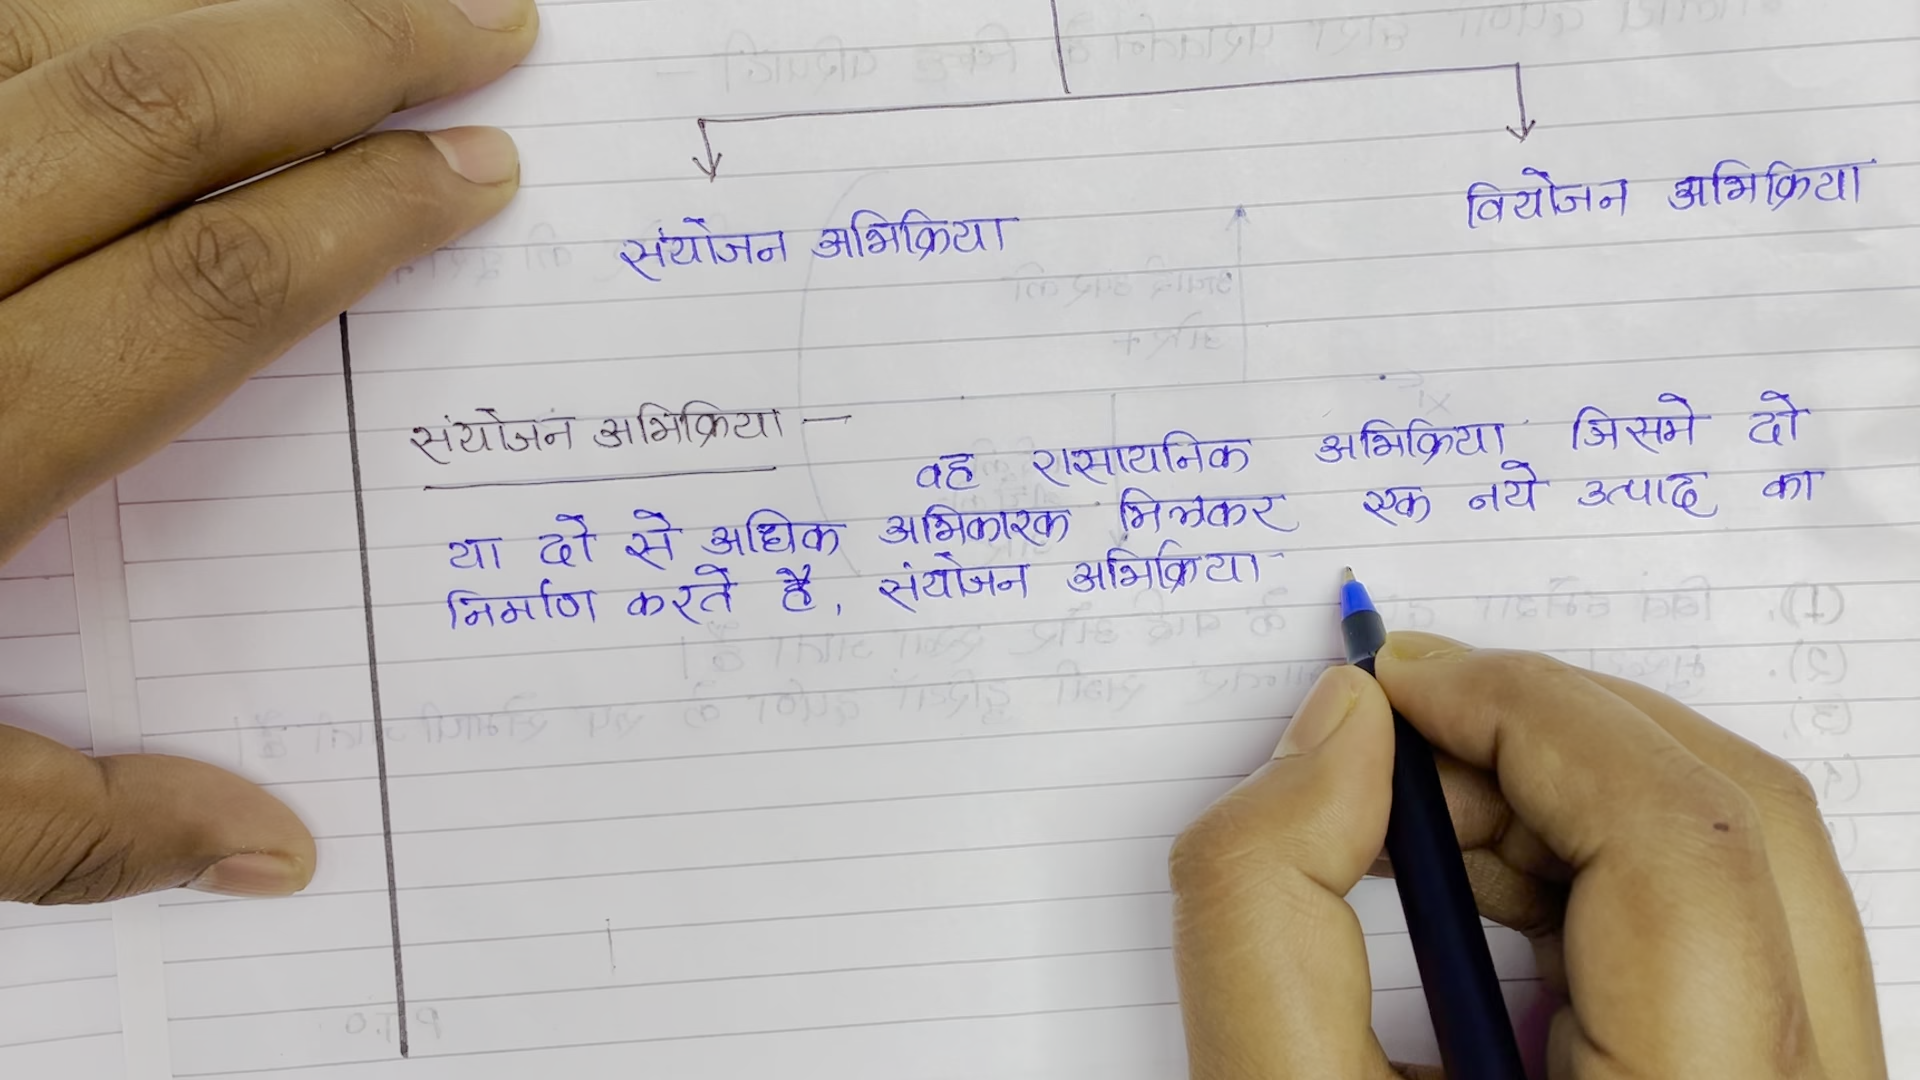 संयोजन अभिक्रिया
वियोजन अभिक्रिया
संयोजन अभिक्रिया –
वह रासायनिक अभिक्रिया जिसमे दो
या दो से अधिक अभिकारक मिलकर एक नये उत्पाद का
निर्माण करते है, संयोजन अभिक्रिया